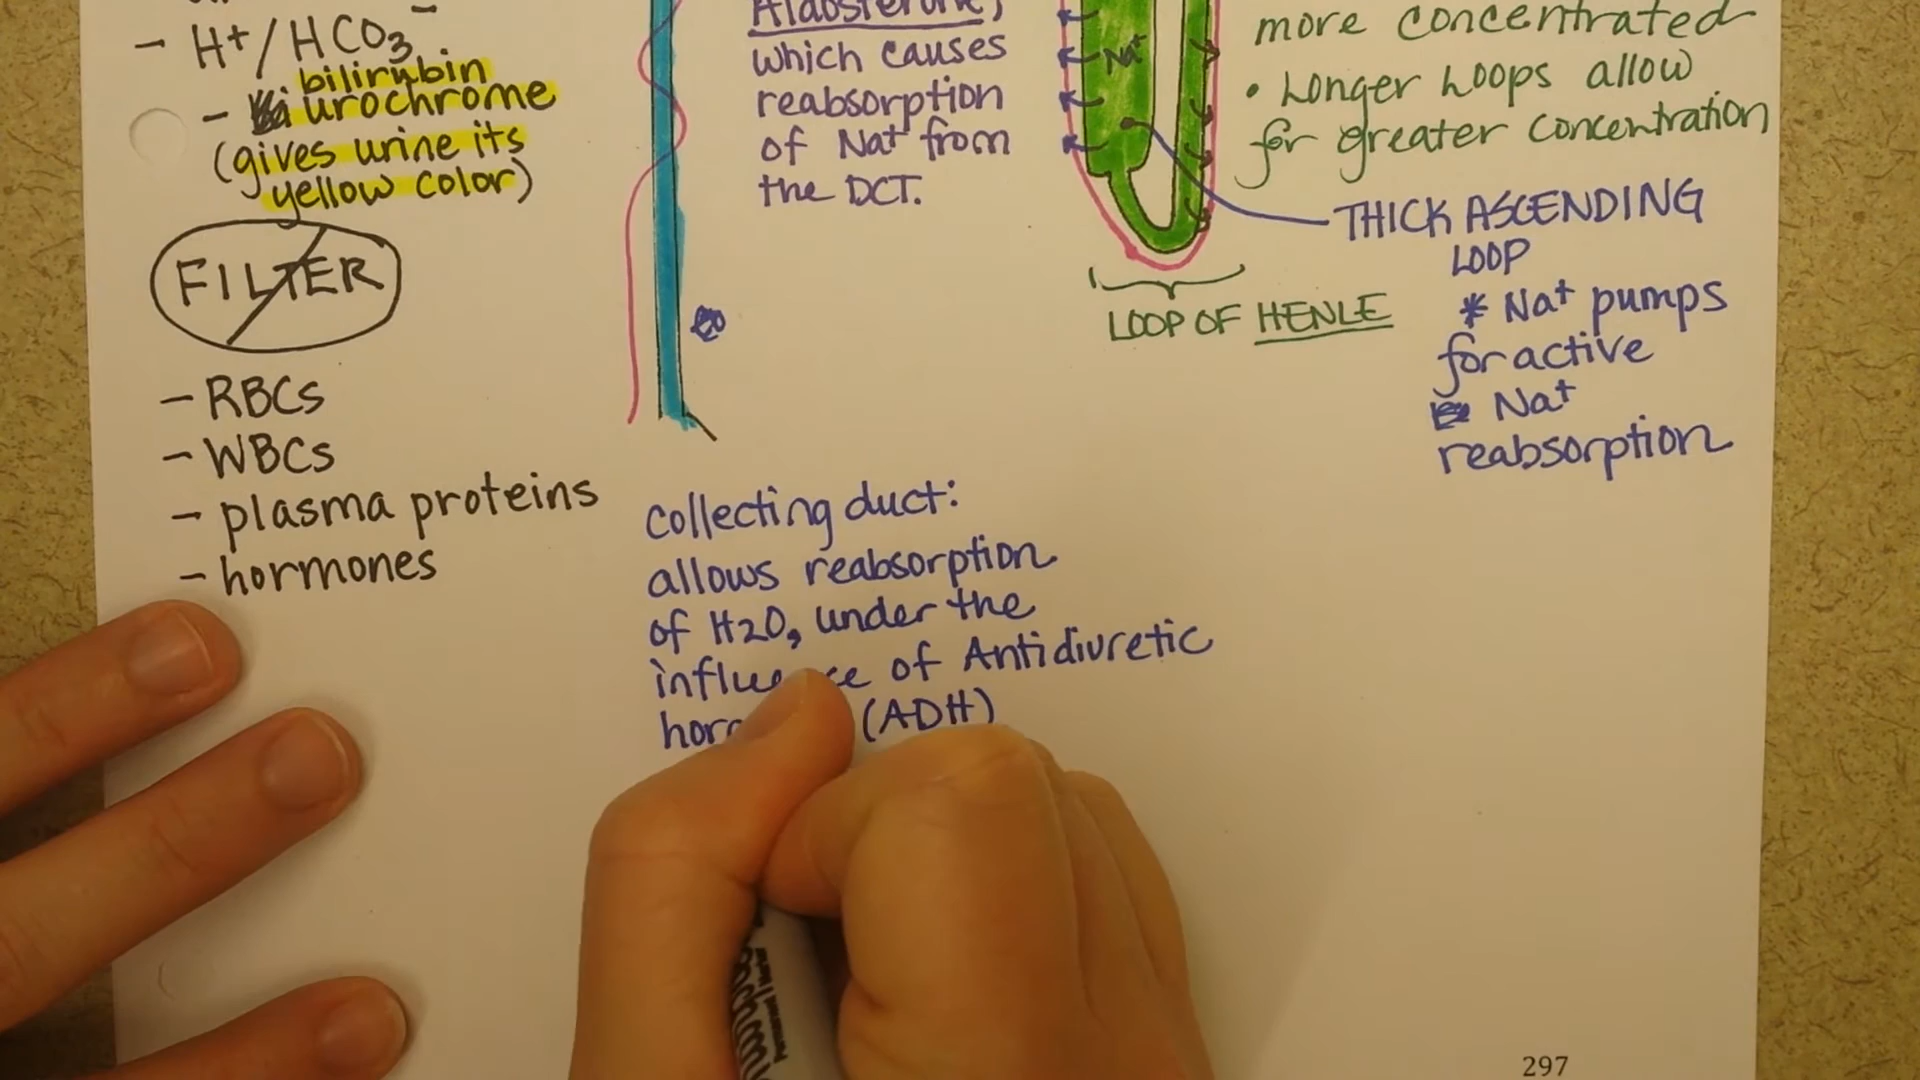 - H+/HCO3-
bilirubin
- urochrome
(gives urine its
yellow color)
FILTER
- RBCs
- WBCs
- plasma proteins
- hormones
Aldosterone,
which causes
reabsorption
of Na+ from
the DCT.
Na+
more concentrated
• Longer Loops allow
for greater concentration
THICK ASCENDING
LOOP
* Na+ pumps
for active
Na+
reabsorption
LOOP OF HENLE
collecting duct:
allows reabsorption
of H2O, under the
of Antidiuretic
(ADH)
297